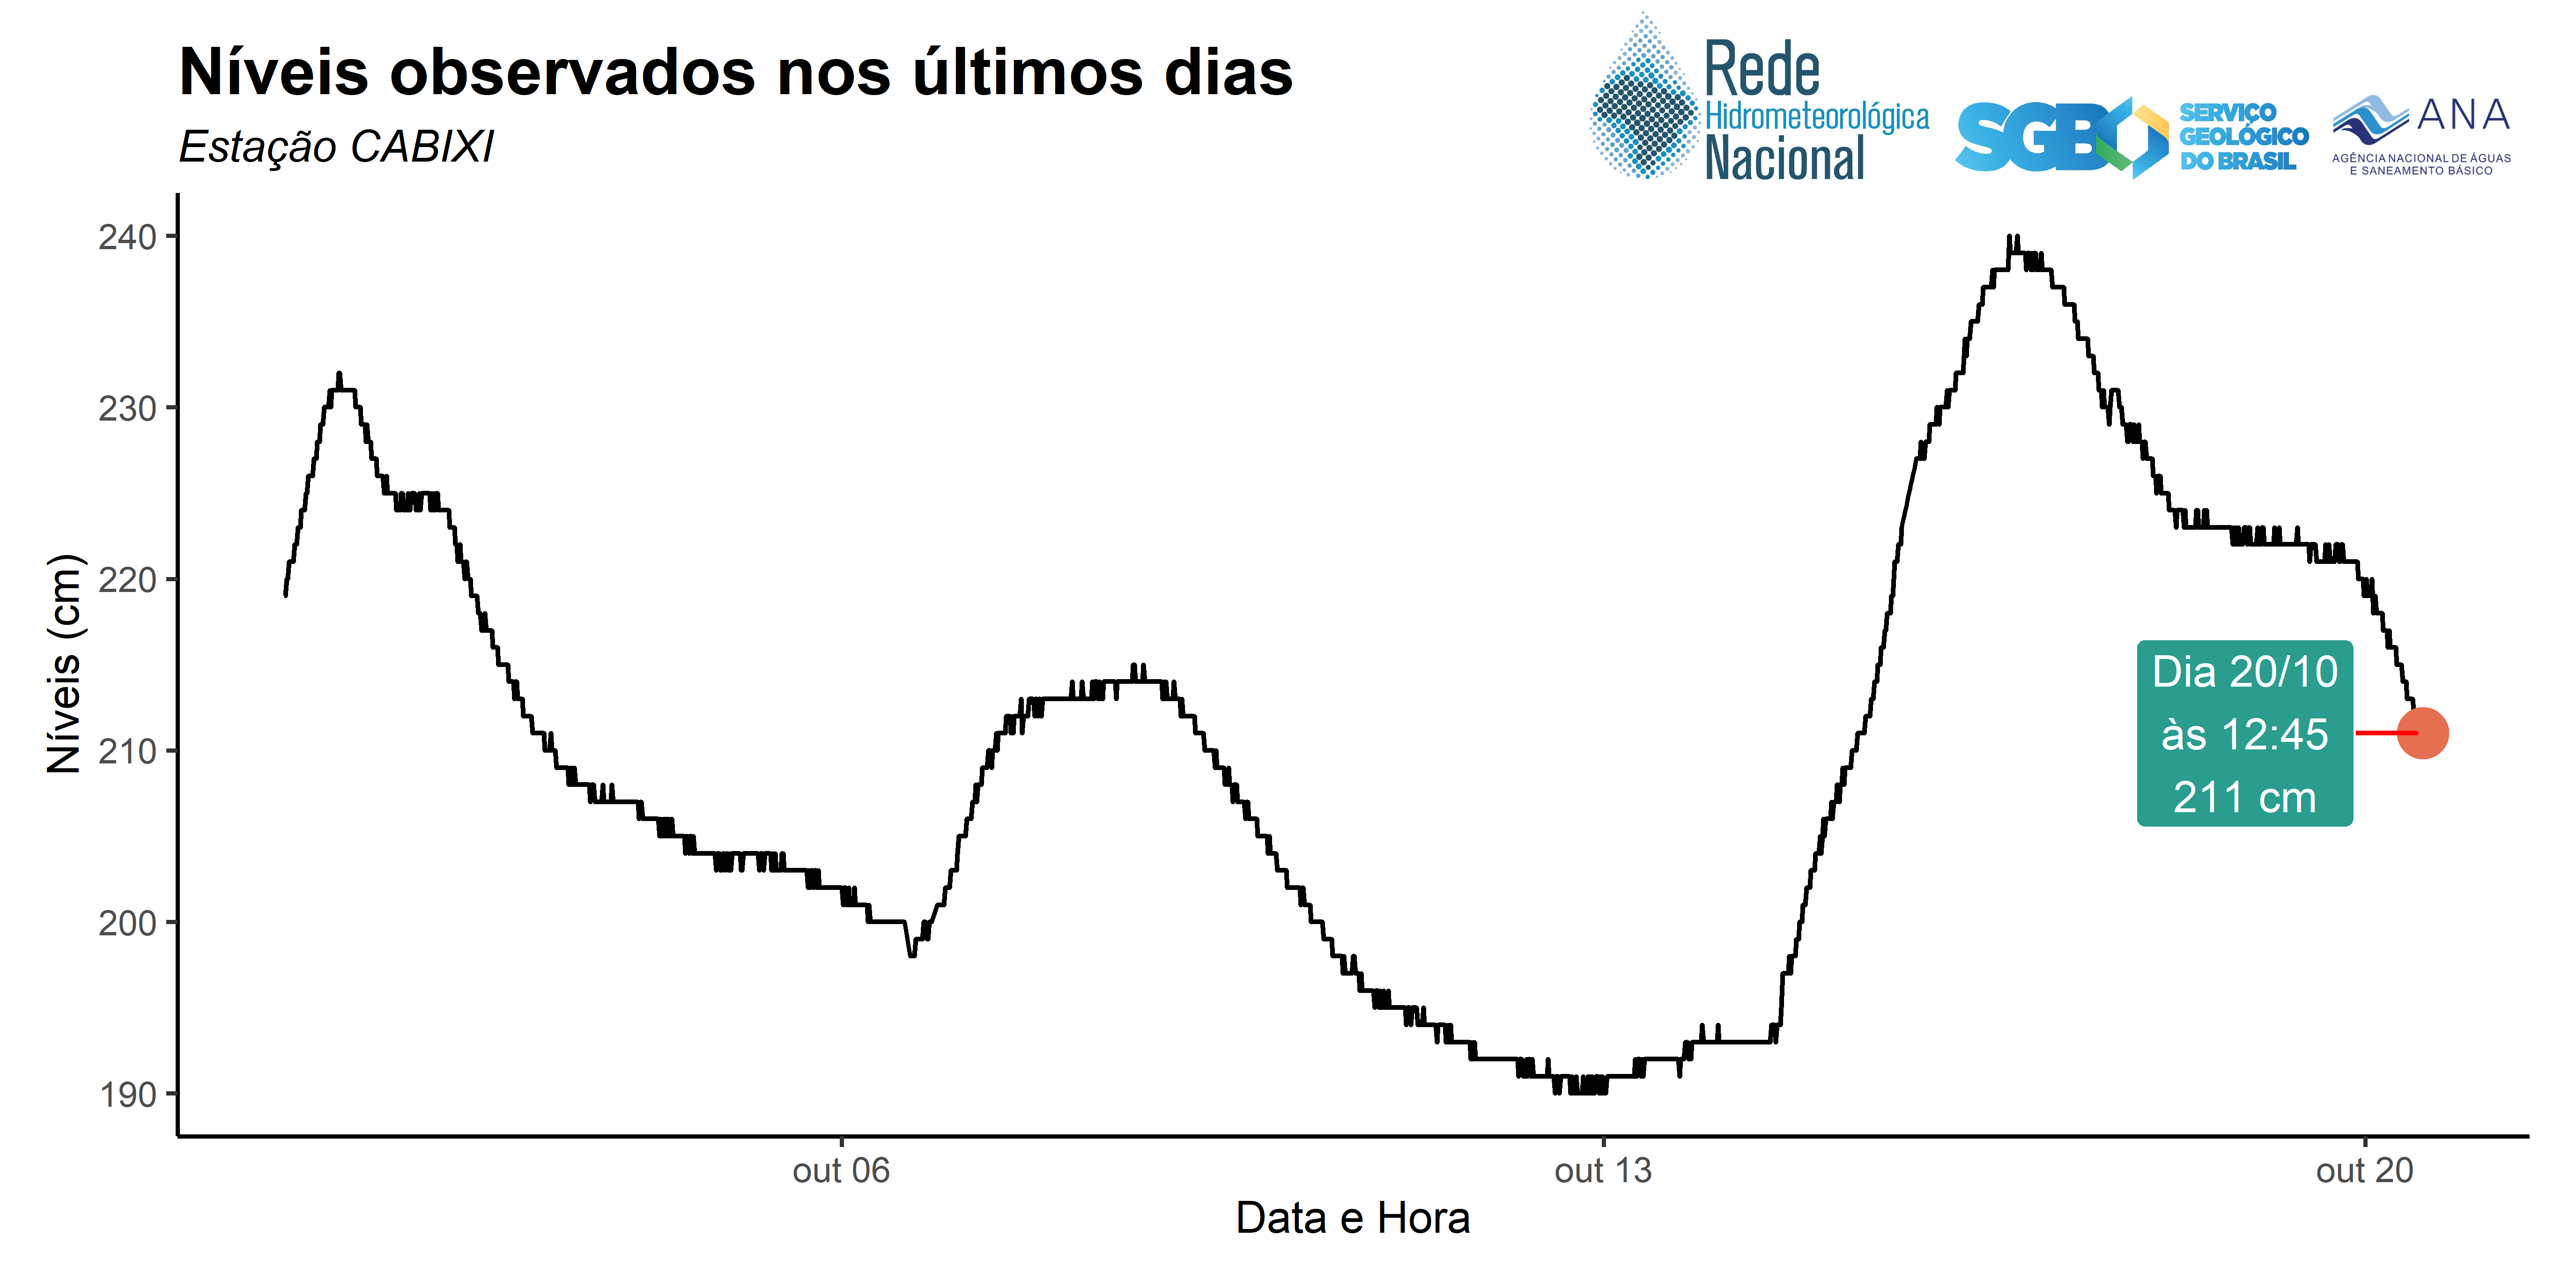 Níveis observados nos últimos dias
Estação CABIXI
Rede
Hidrometeorológica
Nacional
SGB
SERVIÇO
GEOLÓGICO
DO BRASIL
ANA
AGÊNCIA NACIONAL DE ÁGUAS
E SANEAMENTO BÁSICO
Níveis (cm)
240
230
220
210
200
190
Dia 20/10
às 12:45
211 cm
out 06
out 13
out 20
Data e Hora